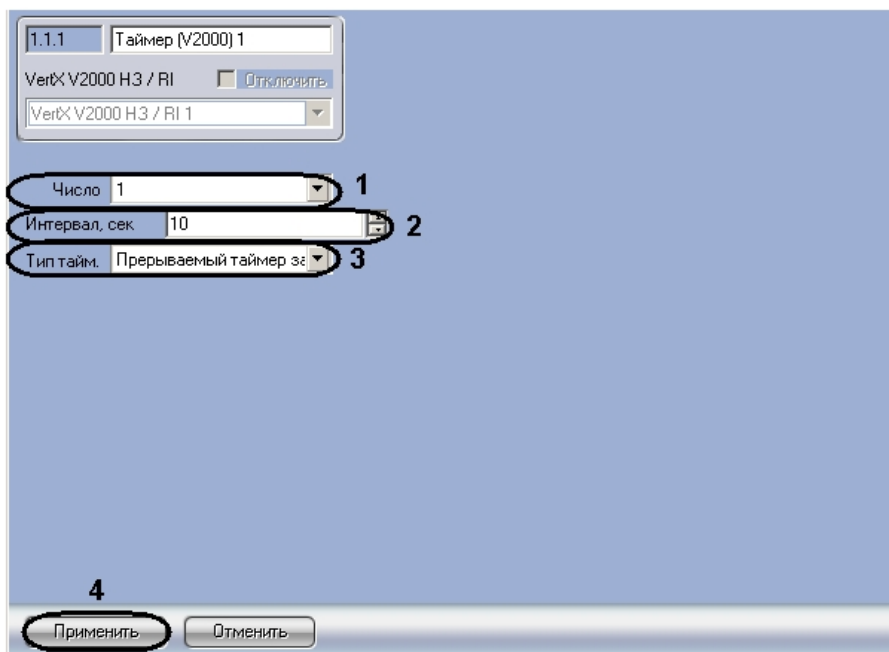 1.1.1 Таймер (V2000) 1
VertX V2000 H3 / RI Отключить
VertX V2000 H3 / RI 1
Число 1 1
Интервал, сек 10 2
Тип тайм. Прерываемый таймер за 3
4
Применить Отменить